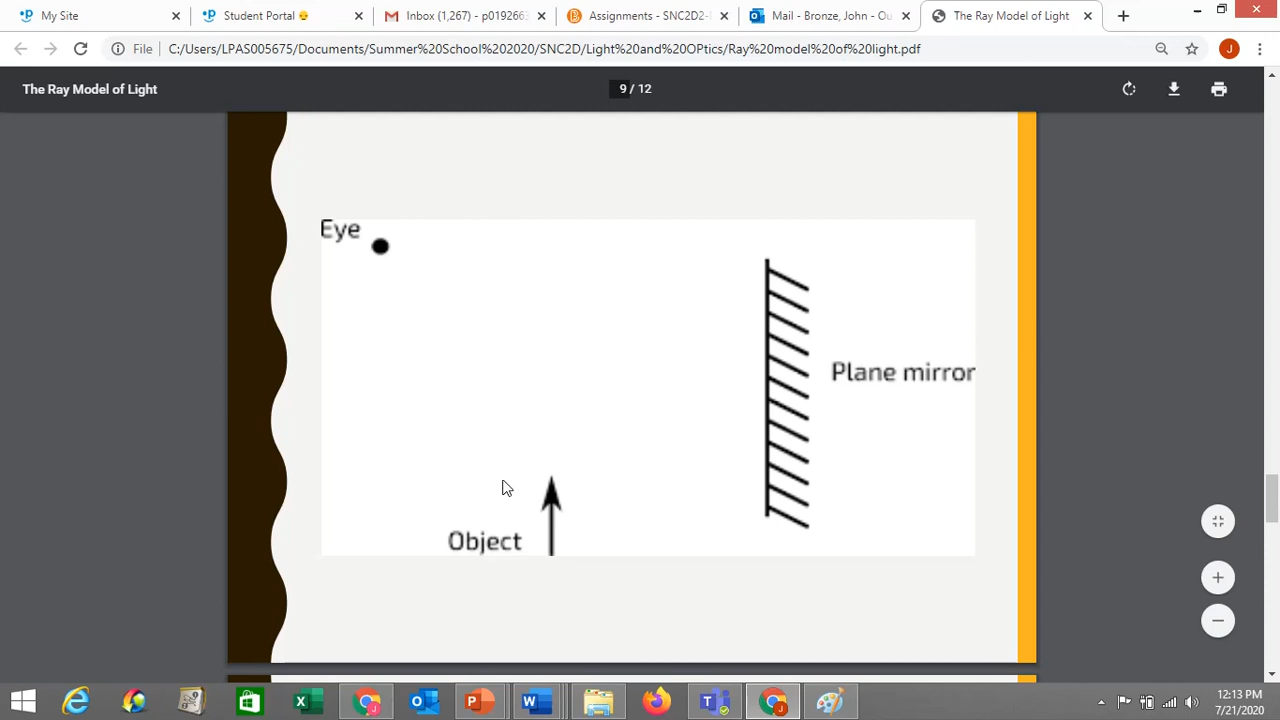 My Site
Student Portal
Inbox (1,267) - p019266
Assignments - SNC2D2-
Mail - Bronze, John - Ou
The Ray Model of Light
File
C:/Users/LPAS005675/Documents/Summer%20School%202020/SNC2D/Light%20and%20OPtics/Ray%20model%20of%20light.pdf
J
The Ray Model of Light
9 / 12
Eye
Plane mirror
Object
12:13 PM
7/21/2020